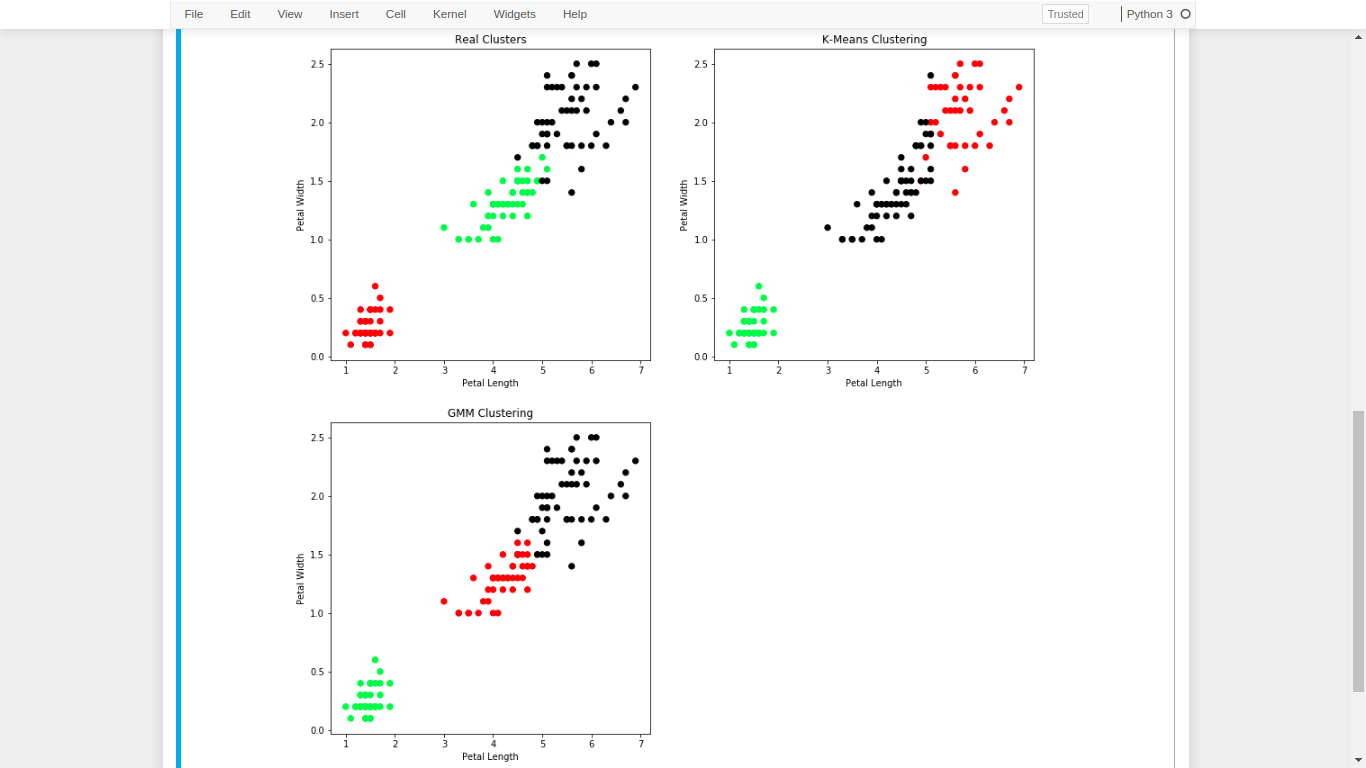 File Edit View Insert Cell Kernel Widgets Help Trusted Python 3
Real Clusters
2.5
2.0
1.5
1.0
0.5
0.0
Petal Width
1 2 3 4 5 6 7
Petal Length
K-Means Clustering
2.5
2.0
1.5
1.0
0.5
0.0
Petal Width
1 2 3 4 5 6 7
Petal Length
GMM Clustering
2.5
2.0
1.5
1.0
0.5
0.0
Petal Width
1 2 3 4 5 6 7
Petal Length